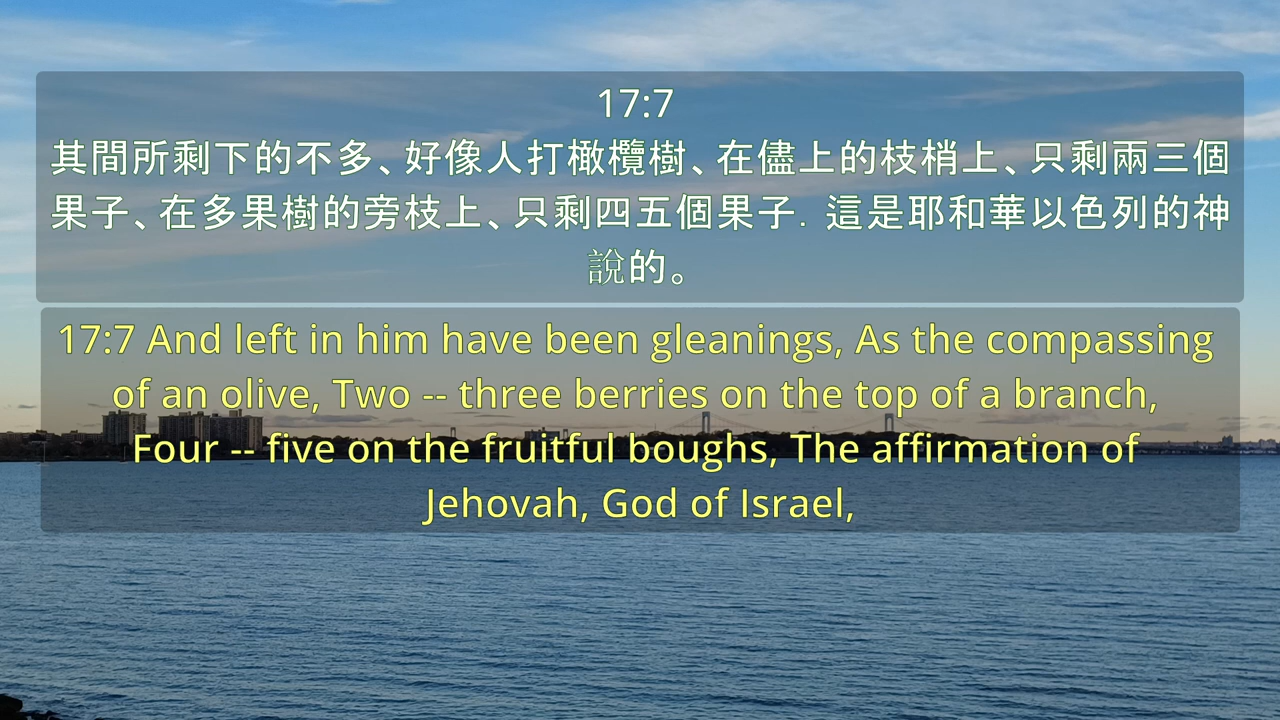 17:7
其間所剩下的不多、好像人打橄欖樹、在儘上的枝梢上、只剩兩三個
果子、在多果樹的旁枝上、只剩四五個果子. 這是耶和華以色列的神
說的。
17:7 And left in him have been gleanings, As the compassing
of an olive, Two -- three berries on the top of a branch,
Four -- five on the fruitful boughs, The affirmation of
Jehovah, God of Israel,